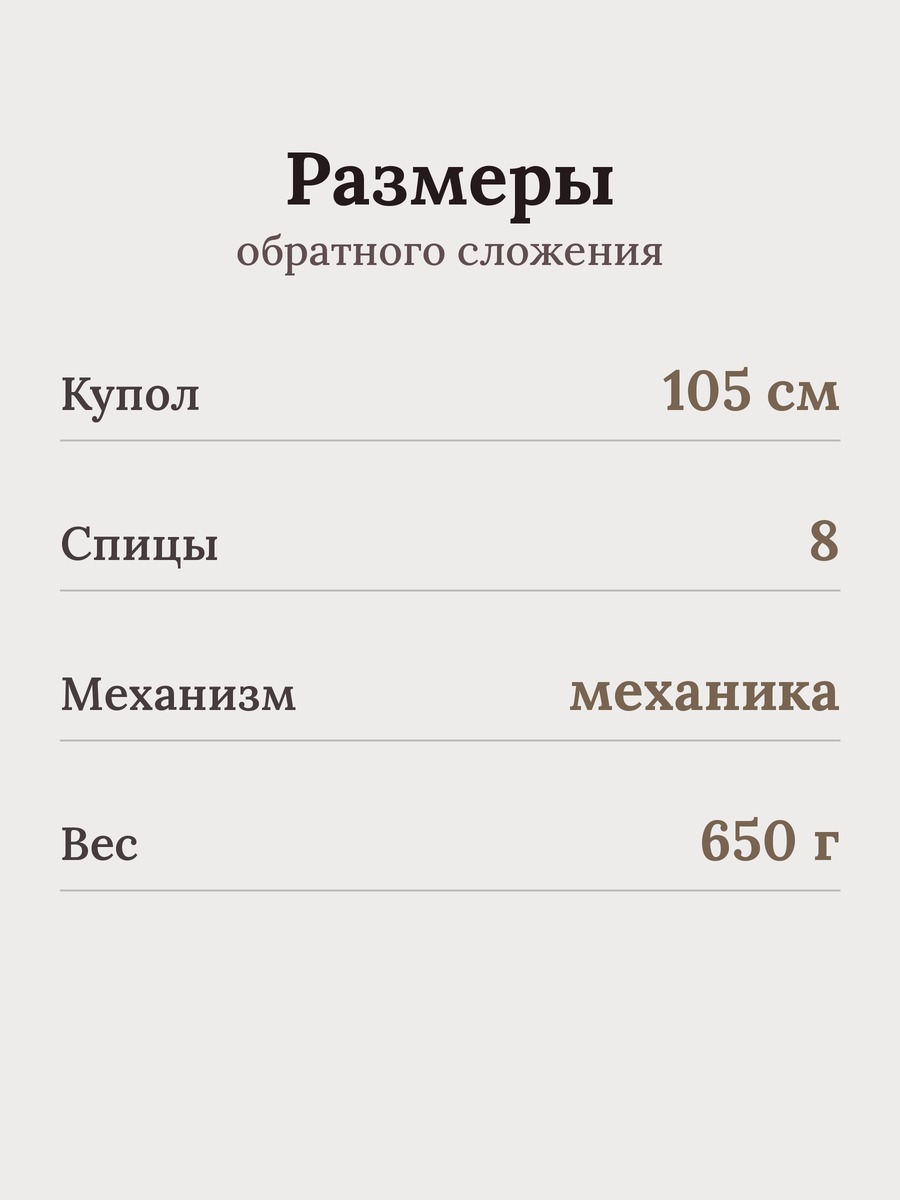 Размеры
обратного сложения
Купол 105 см
Спицы 8
Механизм механика
Вес 650 г